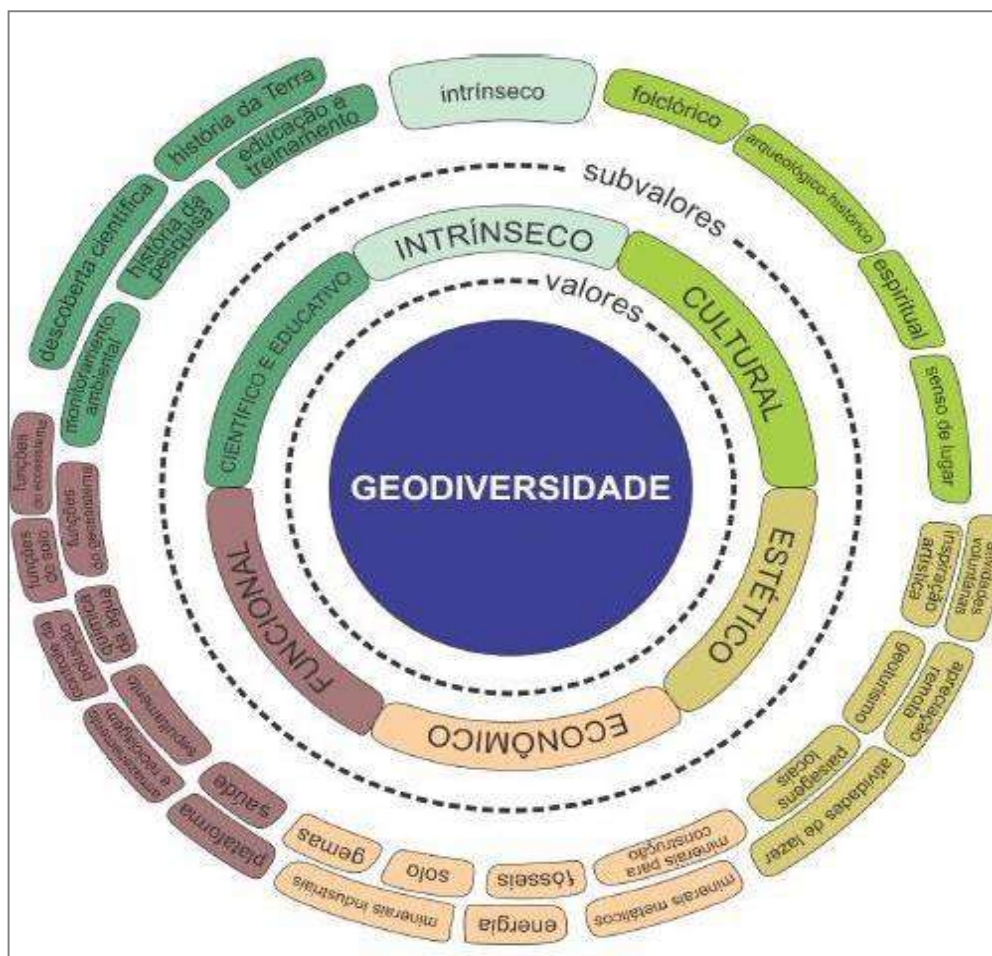 GEODIVERSIDADE
valores
INTRÍNSECO
CULTURAL
ESTÉTICO
ECONÔMICO
FUNCIONAL
CIENTÍFICO E EDUCATIVO
subvalores
intrínseco
folclórico
arqueológico-histórico
espiritual
senso de lugar
atividades
voluntárias
inspiração
artística
apreciação
remota
geoturismo
atividades de lazer
paisagens
locais
minerais para
construção
minerais metálicos
fósseis
energia
solo
minerais industriais
gemas
saúde
plataforma
sepultamento
armazenamento
e reciclagem
química
da água
controle da
poluição
funções
do solo
funções
do geossistema
funções
do ecossistema
monitoramento
ambiental
descoberta científica
história da
pesquisa
história da Terra
educação e
treinamento